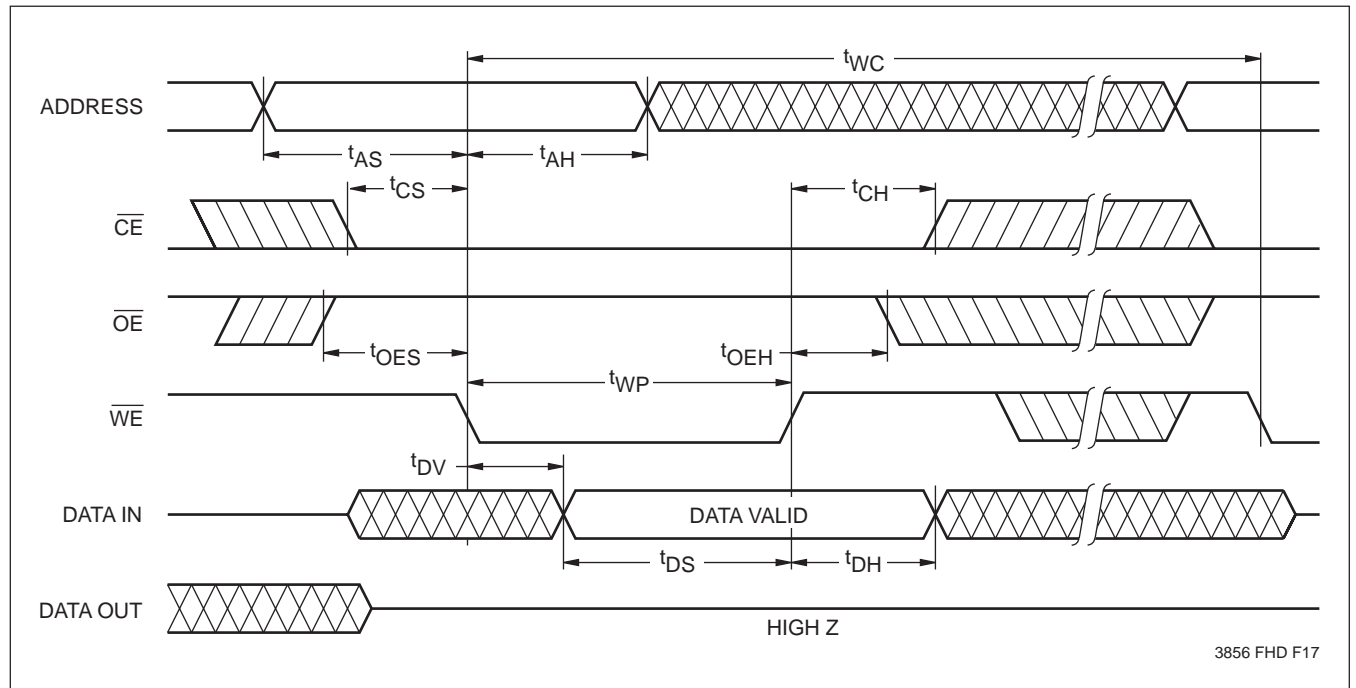 tWC
ADDRESS
tAS
tAH
tCS
tCH
CE
OE
tOES
tOEH
tWP
WE
tDV
DATA IN
DATA VALID
tDS
tDH
DATA OUT
HIGH Z
3856 FHD F17